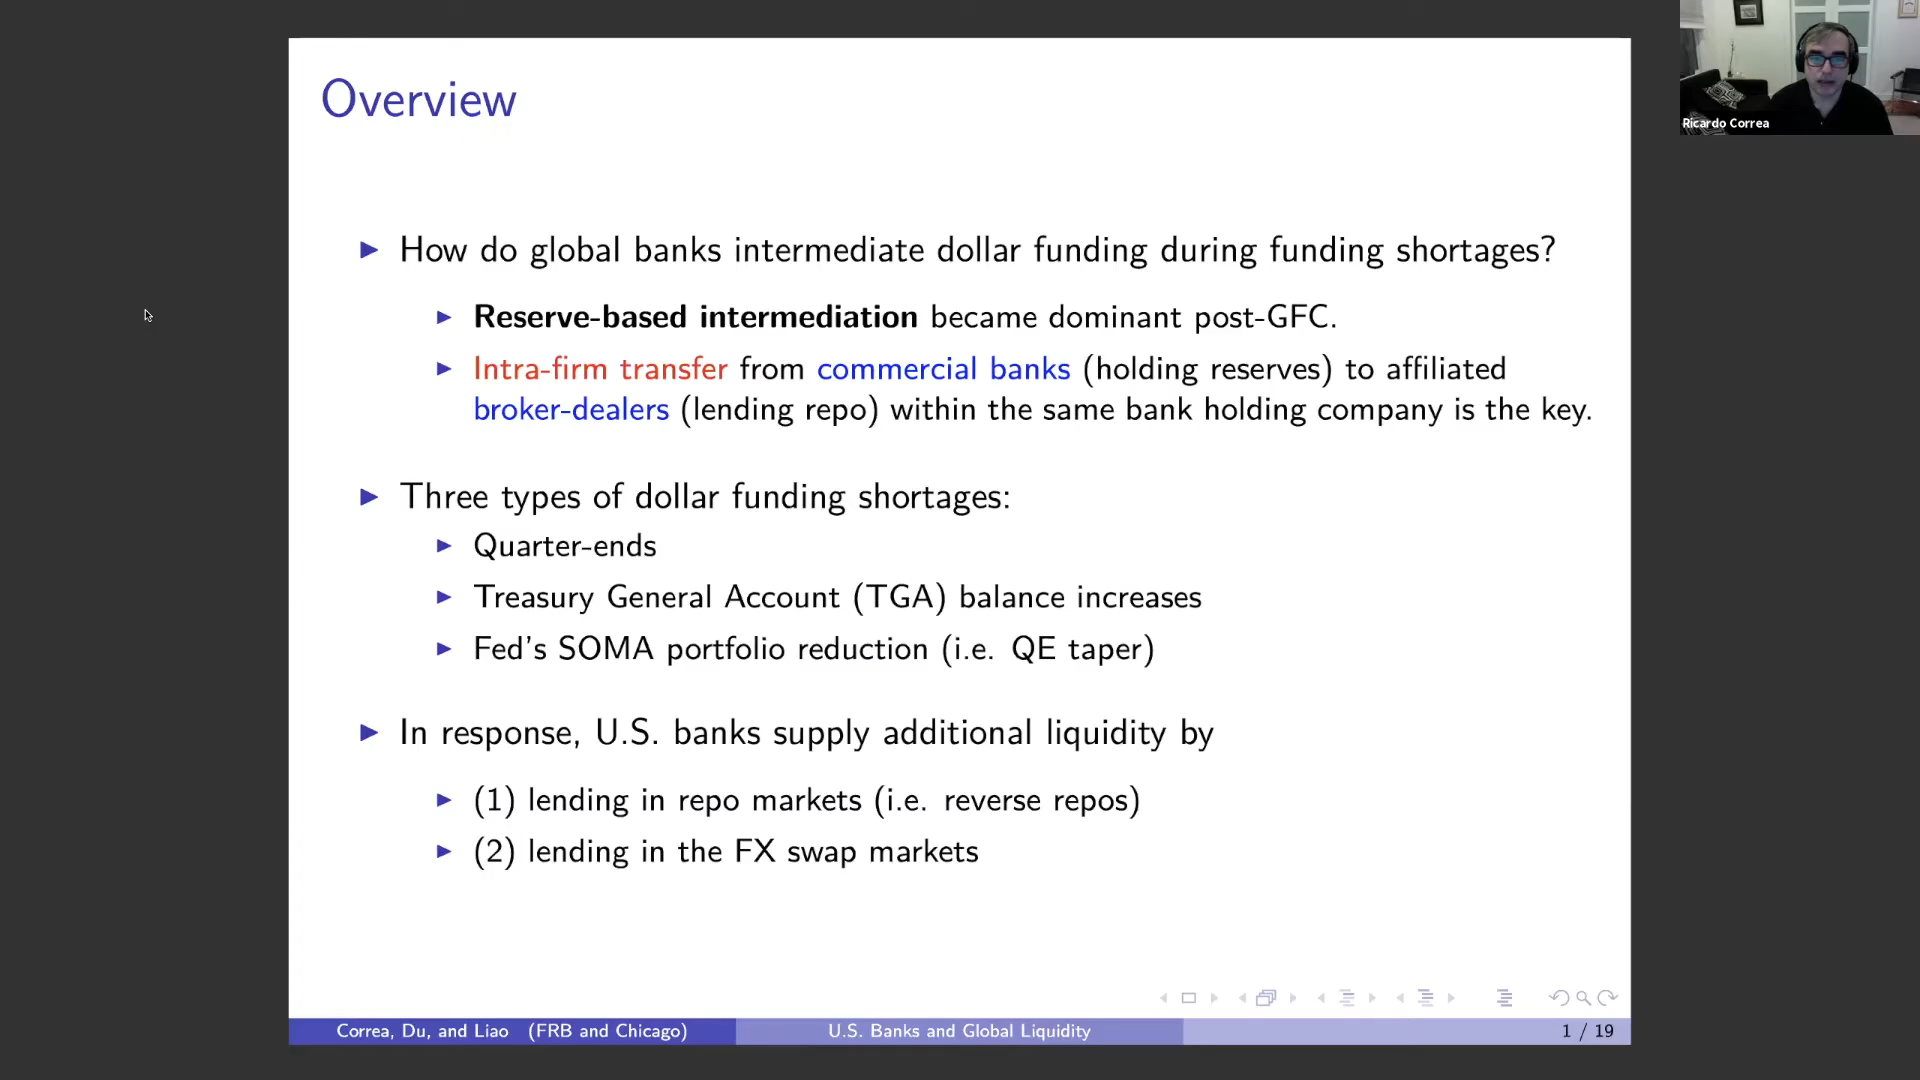 Overview
Ricardo Correa
How do global banks intermediate dollar funding during funding shortages?
Reserve-based intermediation became dominant post-GFC.
Intra-firm transfer from commercial banks (holding reserves) to affiliated
broker-dealers (lending repo) within the same bank holding company is the key.
Three types of dollar funding shortages:
Quarter-ends
Treasury General Account (TGA) balance increases
Fed's SOMA portfolio reduction (i.e. QE taper)
In response, U.S. banks supply additional liquidity by
(1) lending in repo markets (i.e. reverse repos)
(2) lending in the FX swap markets
Correa, Du, and Liao (FRB and Chicago)
U.S. Banks and Global Liquidity
1 / 19